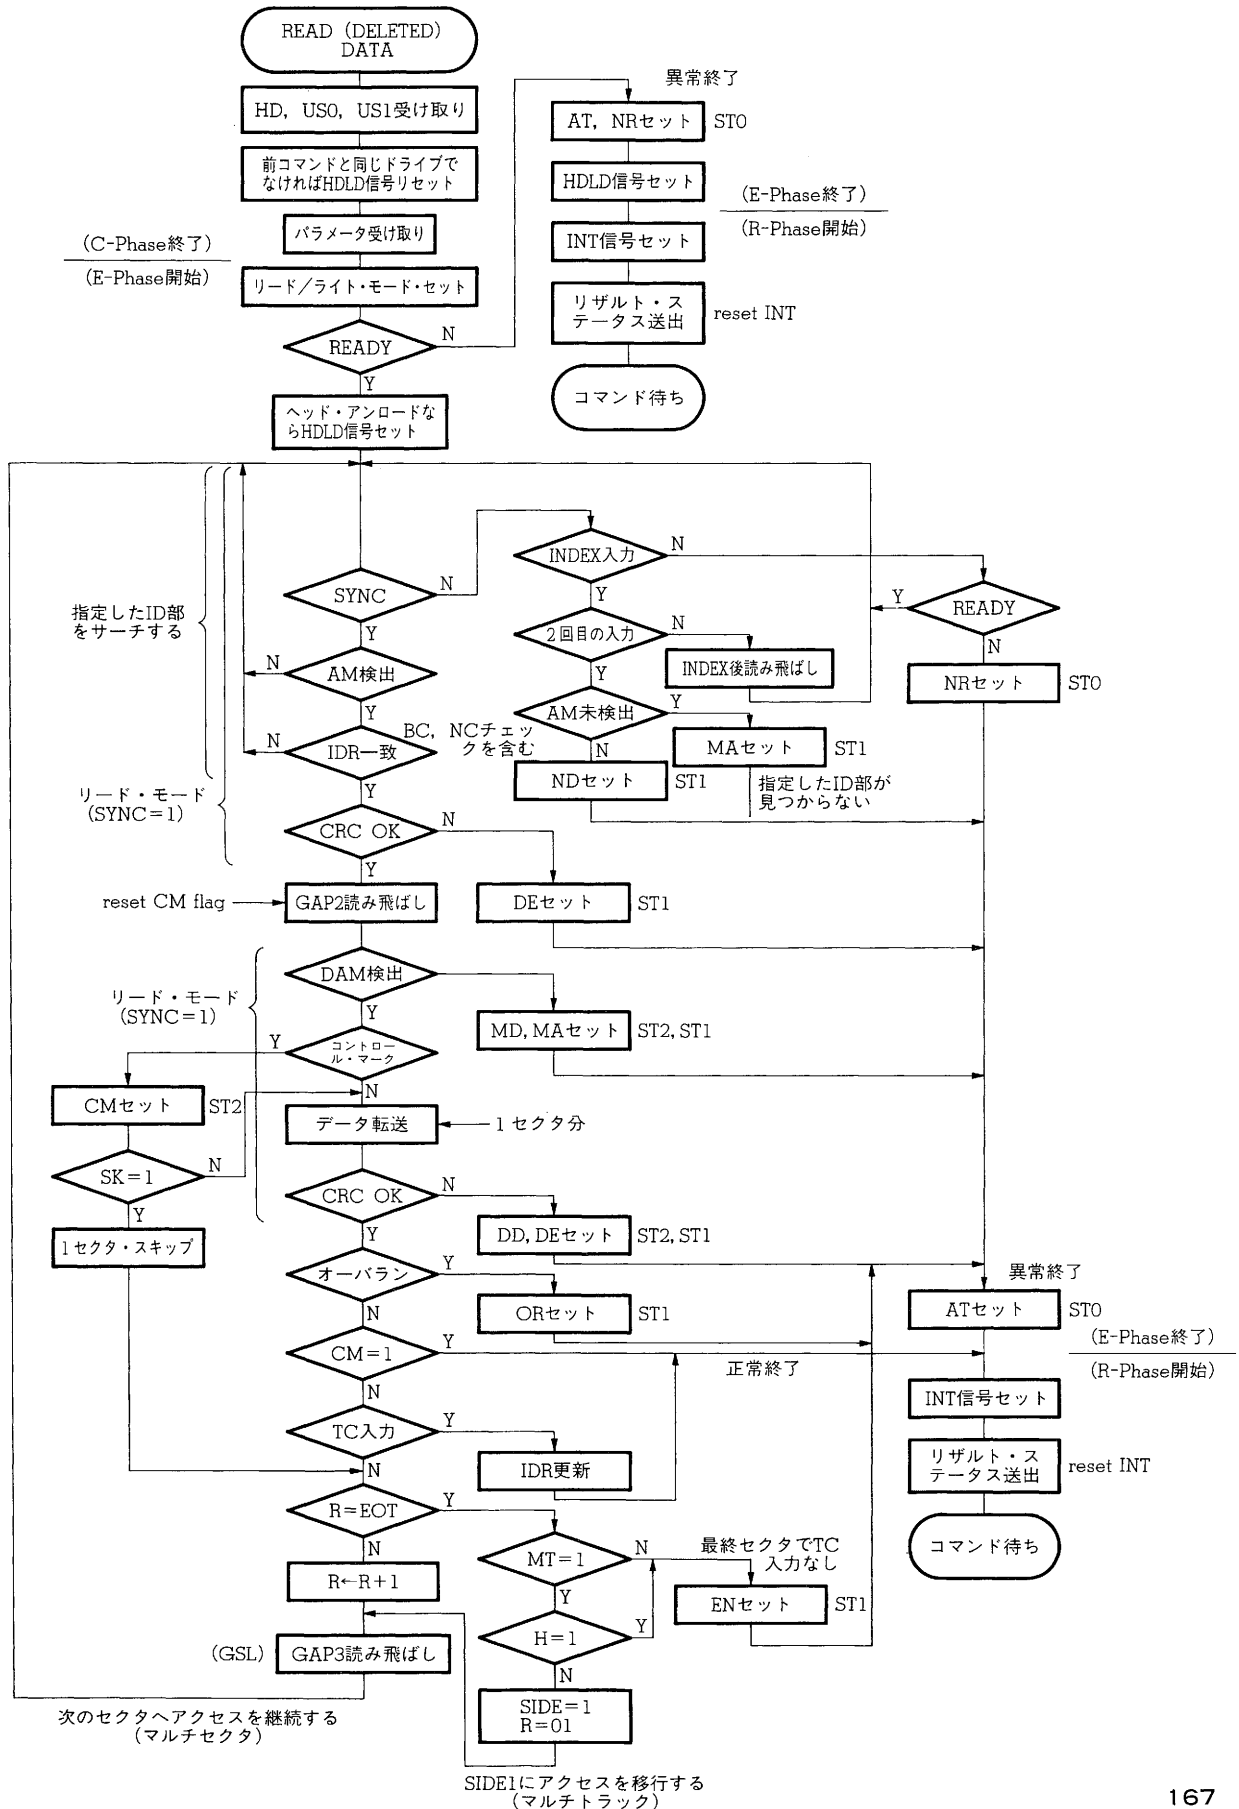 READ (DELETED)
DATA
HD, US0, US1受け取り
前コマンドと同じドライブで
なければHDLD信号リセット
パラメータ受け取り
(C-Phase終了)
(E-Phase開始)
リード/ライト・モード・セット
READY
N
Y
異常終了
AT, NRセット
ST0
HDLD信号セット
(E-Phase終了)
(R-Phase開始)
INT信号セット
リザルト・ス
テータス送出
reset INT
コマンド待ち
ヘッド・アンロードな
らHDLD信号セット
指定したID部
をサーチする
SYNC
N
Y
AM検出
N
Y
IDR一致
N
Y
BC, NCチェッ
クを含む
リード・モード
(SYNC=1)
CRC OK
N
Y
INDEX入力
N
Y
2回目の入力
N
Y
INDEX後読み飛ばし
AM未検出
Y
N
MAセット
ST1
NDセット
ST1
指定したID部が
見つからない
READY
Y
N
NRセット
ST0
reset CM flag
GAP2読み飛ばし
DEセット
ST1
DAM検出
Y
MD, MAセット
ST2, ST1
リード・モード
(SYNC=1)
コントロー
ル・マーク
Y
N
CMセット
ST2
データ転送
1セクタ分
SK=1
N
Y
1セクタ・スキップ
CRC OK
N
Y
DD, DEセット
ST2, ST1
オーバラン
Y
N
ORセット
ST1
CM=1
Y
N
正常終了
異常終了
ATセット
ST0
(E-Phase終了)
(R-Phase開始)
INT信号セット
リザルト・ス
テータス送出
reset INT
コマンド待ち
TC入力
Y
N
IDR更新
R=EOT
Y
N
R←R+1
MT=1
N
Y
最終セクタでTC
入力なし
ENセット
ST1
H=1
Y
N
(GSL)
GAP3読み飛ばし
SIDE=1
R=01
次のセクタへアクセスを継続する
(マルチセクタ)
SIDE1にアクセスを移行する
(マルチトラック)
167